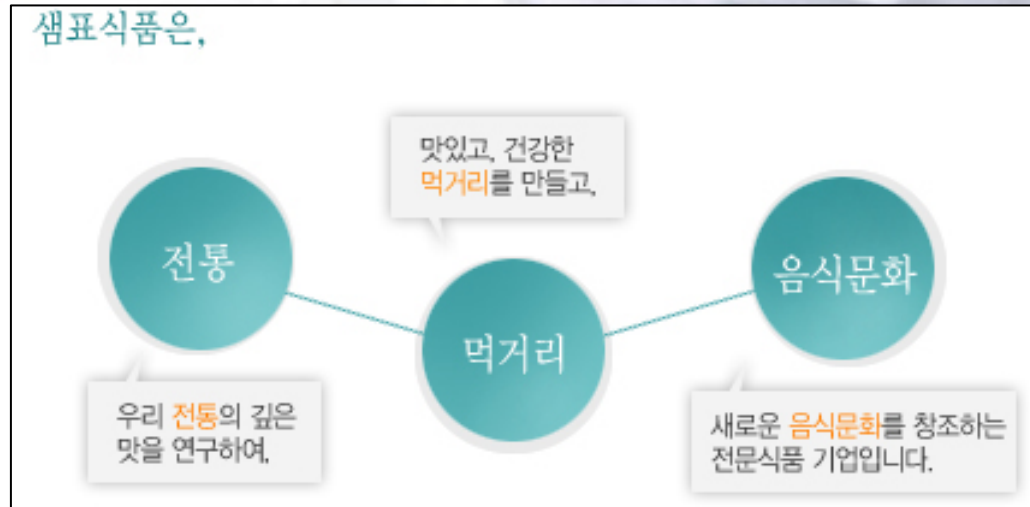 샘표식품은,
전통
우리 전통의 깊은
맛을 연구하여,
맛있고, 건강한
먹거리를 만들고,
먹거리
음식문화
새로운 음식문화를 창조하는
전문식품 기업입니다.